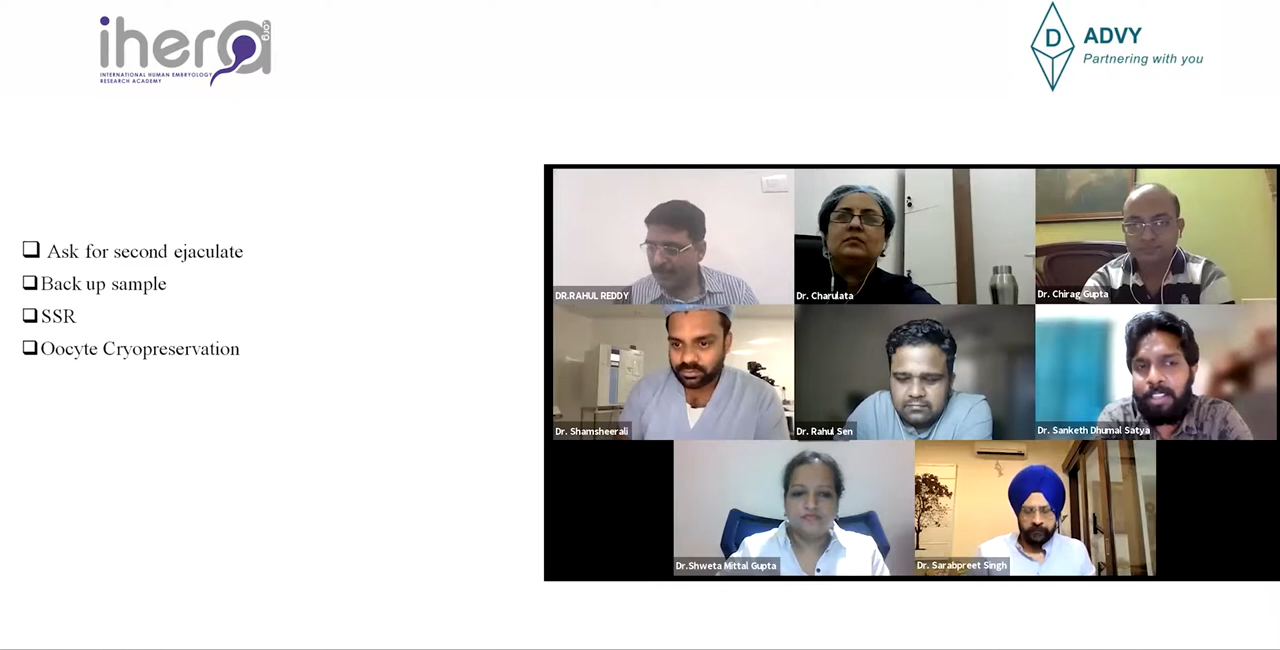 ihera.org
INTERNATIONAL HUMAN EMBRYOLOGY
RESEARCH ACADEMY
D
ADVY
Partnering with you
Ask for second ejaculate
Back up sample
SSR
Oocyte Cryopreservation
DR.RAHUL REDDY
Dr. Charulata
Dr. Chirag Gupta
Dr. Shamsheerali
Dr. Rahul Sen
Dr. Sanketh Dhumal Satya
Dr.Shweta Mittal Gupta
Dr. Sarabpreet Singh